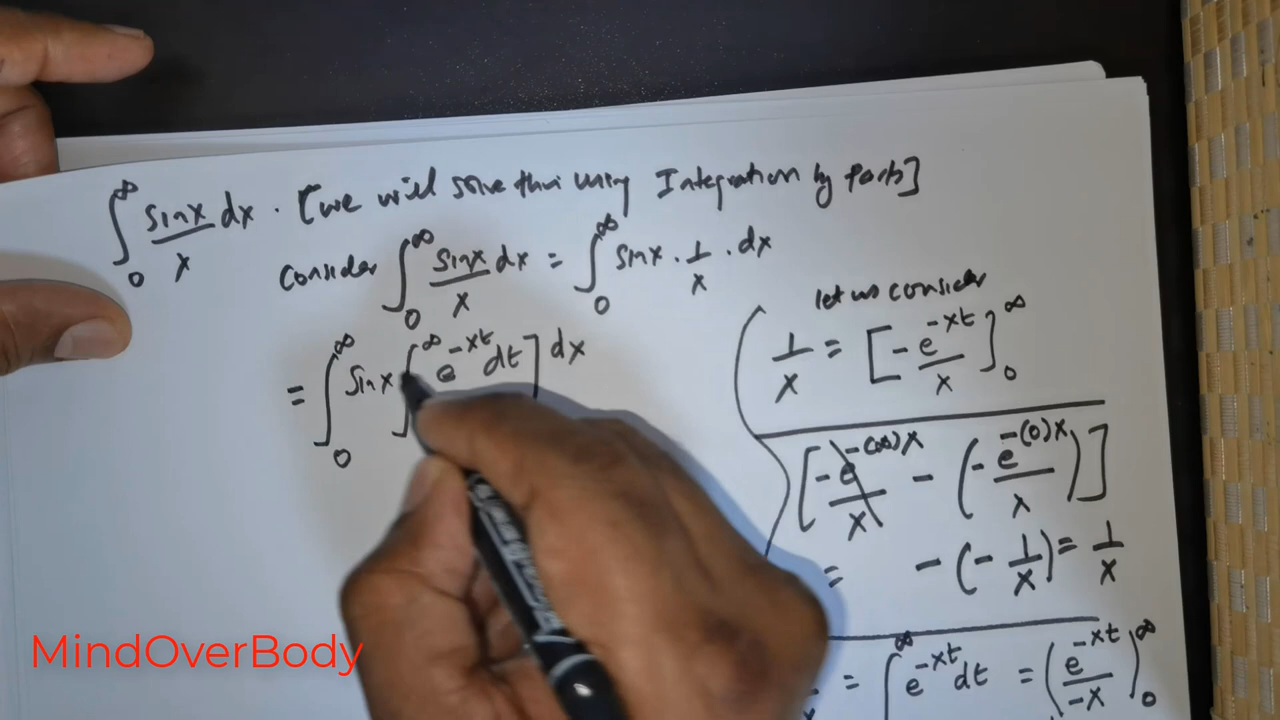 ∫₀^∞ sinx/x dx . [we will solve this using Integration by parts]
Consider ∫₀^∞ sinx/x dx = ∫₀^∞ sinx . 1/x . dx
= ∫₀^∞ sinx ∫^∞ e^-xt dt] dx
let us consider
1/x = [-e^-xt/x]₀^∞
[-e^-(∞)x/x - (-e^-(0)x/x)]
= -(-1/x) = 1/x
= ∫^∞ e^-xt dt = (e^-xt/-x)₀^∞
MindOverBody